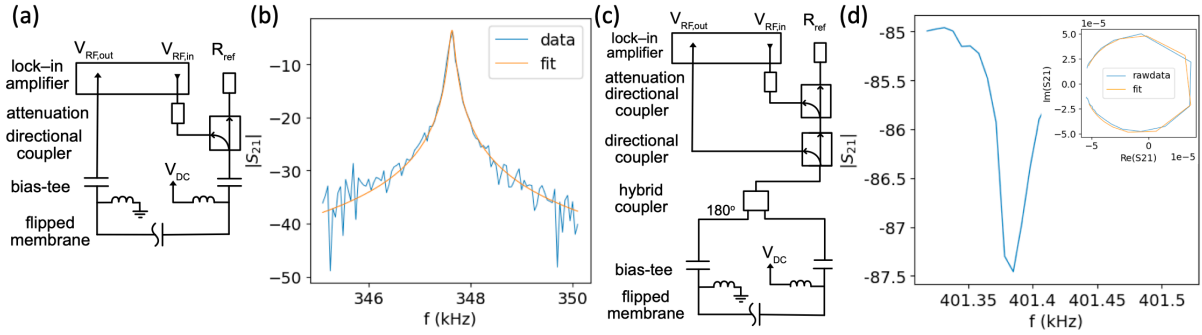 (a)
V_RF,out
V_RF,in
R_ref
lock–in
amplifier
attenuation
directional
coupler
bias-tee
V_DC
flipped
membrane
(b)
data
fit
|S_21|
−10
−20
−30
−40
−50
346
348
350
f (kHz)
(c)
V_RF,out
V_RF,in
R_ref
lock–in
amplifier
attenuation
directional
coupler
directional
coupler
hybrid
coupler
180º
bias-tee
V_DC
flipped
membrane
(d)
|S_21|
-85
-85.5
-86
-86.5
-87
-87.5
401.35
401.4
401.45
401.5
f (kHz)
1e−5
5.0
2.5
0.0
−2.5
−5.0
Im(S21)
rawdata
fit
−5
0
Re(S21)
1e−5